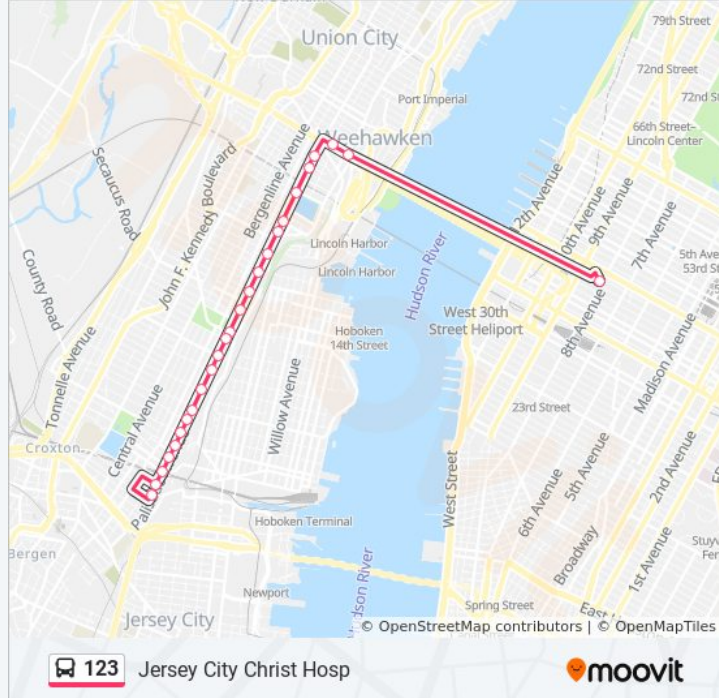 Union City
79th Street
Port Imperial
72nd Street
72nd S
Weehawken
66th Street–
Lincoln Center
Secaucus Road
John F. Kennedy Boulevard
Bergenline Avenue
12th Avenue
10th Avenue
9th Avenue
7th Avenue
County Road
Lincoln Harbor
Lincoln Harbor
Hudson River
5th Ave
53rd St
West 30th
Street Heliport
8th Avenue
Hoboken
14th Street
Madison Avenue
Tonnelle Avenue
Willow Avenue
23rd Street
Central Avenue
Croxton
West Street
6th Avenue
5th Avenue
2nd Avenue
Palis
Hoboken Terminal
Broadway
1st Avenue
Stuyv
Fer
Bergen
Hudson River
Newport
Spring Street
East
Jersey City
© OpenStreetMap contributors | © OpenMapTiles
123 Jersey City Christ Hosp
moovit